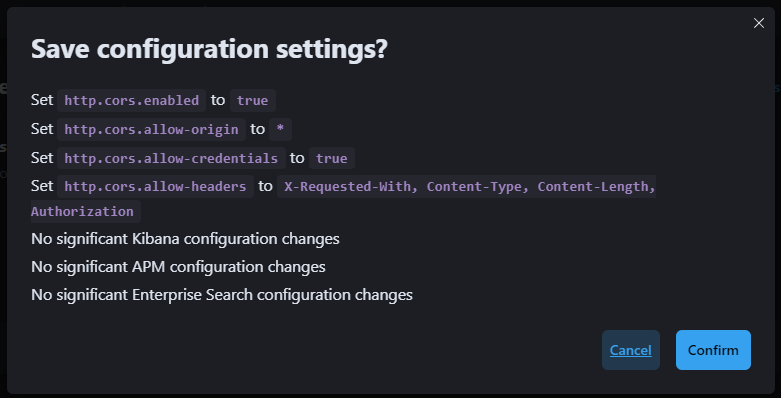 Save configuration settings?
Set http.cors.enabled to true
Set http.cors.allow-origin to *
Set http.cors.allow-credentials to true
Set http.cors.allow-headers to X-Requested-With, Content-Type, Content-Length,
Authorization
No significant Kibana configuration changes
No significant APM configuration changes
No significant Enterprise Search configuration changes
Cancel Confirm